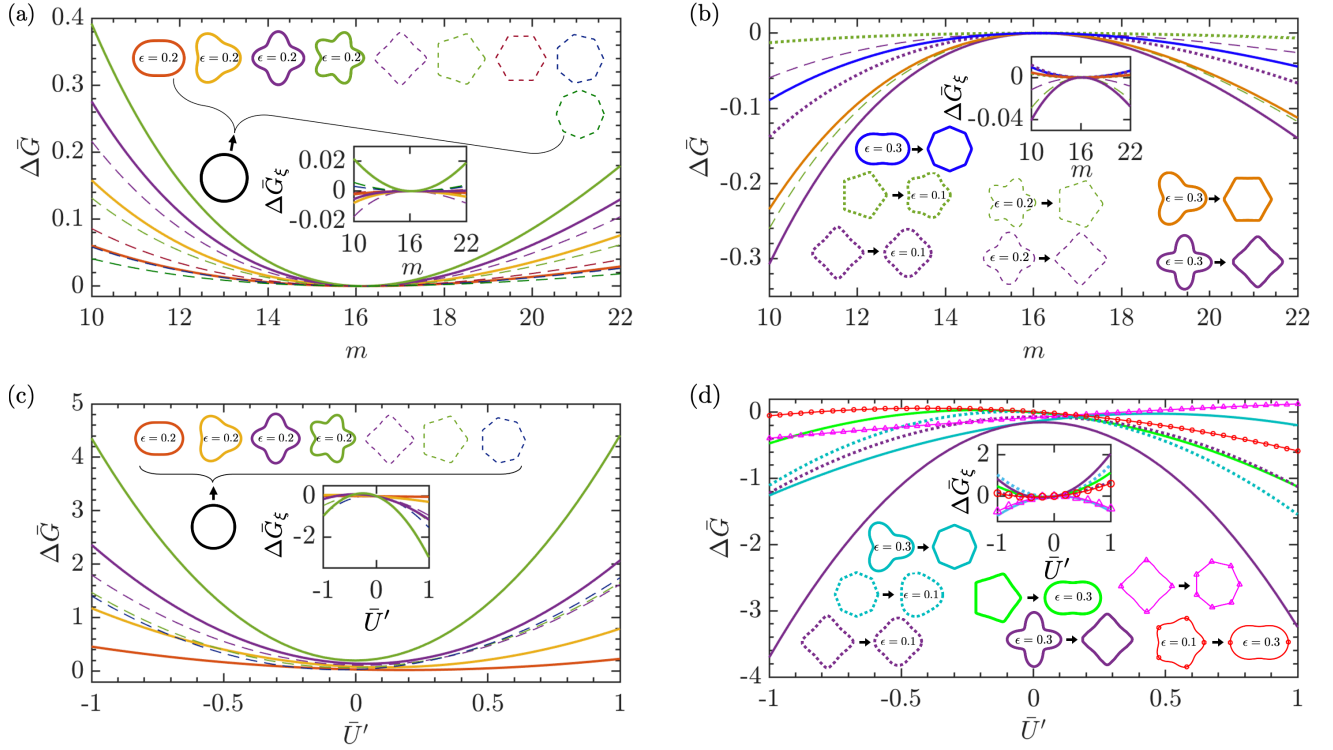 (a)
0.4
0.3
0.2
0.1
0
ΔḠ
ϵ = 0.2
ϵ = 0.2
ϵ = 0.2
ϵ = 0.2
ΔḠξ
0.02
0
-0.02
10 16 22
m
10 12 14 16 18 20 22
m
(b)
0
-0.1
-0.2
-0.3
ΔḠ
ΔḠξ
0
-0.04
10 16 22
m
ϵ = 0.3
ϵ = 0.1
ϵ = 0.2
ϵ = 0.3
ϵ = 0.1
ϵ = 0.2
ϵ = 0.3
10 12 14 16 18 20 22
m
(c)
5
4
3
2
1
0
ΔḠ
ϵ = 0.2
ϵ = 0.2
ϵ = 0.2
ϵ = 0.2
ΔḠξ
0
-2
-1 0 1
Ū′
-1 -0.5 0 0.5 1
Ū′
(d)
0
-1
-2
-3
-4
ΔḠ
ΔḠξ
2
0
-1 0 1
Ū′
ϵ = 0.3
ϵ = 0.1
ϵ = 0.3
ϵ = 0.1
ϵ = 0.3
ϵ = 0.1
ϵ = 0.3
-1 -0.5 0 0.5 1
Ū′